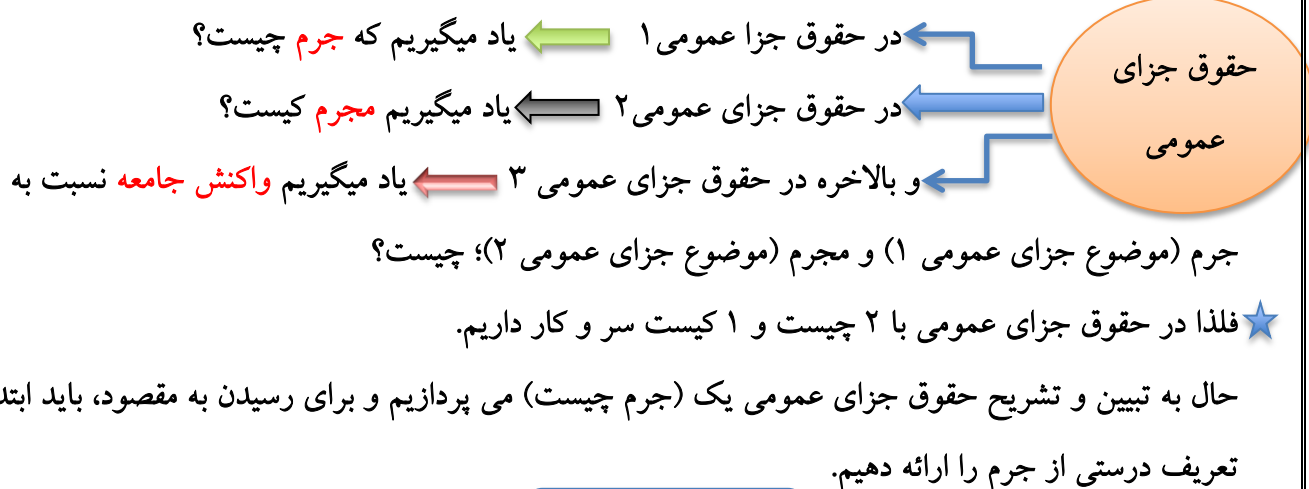 حقوق جزای
عمومی
در حقوق جزا عمومی۱ یاد میگیریم که جرم چیست؟
در حقوق جزای عمومی۲ یاد میگیریم مجرم کیست؟
و بالاخره در حقوق جزای عمومی ۳ یاد میگیریم واکنش جامعه نسبت به
جرم (موضوع جزای عمومی ۱) و مجرم (موضوع جزای عمومی ۲)؛ چیست؟
فلذا در حقوق جزای عمومی با ۲ چیست و ۱ کیست سر و کار داریم.
حال به تبیین و تشریح حقوق جزای عمومی یک (جرم چیست) می پردازیم و برای رسیدن به مقصود، باید
تعریف درستی از جرم را ارائه دهیم.